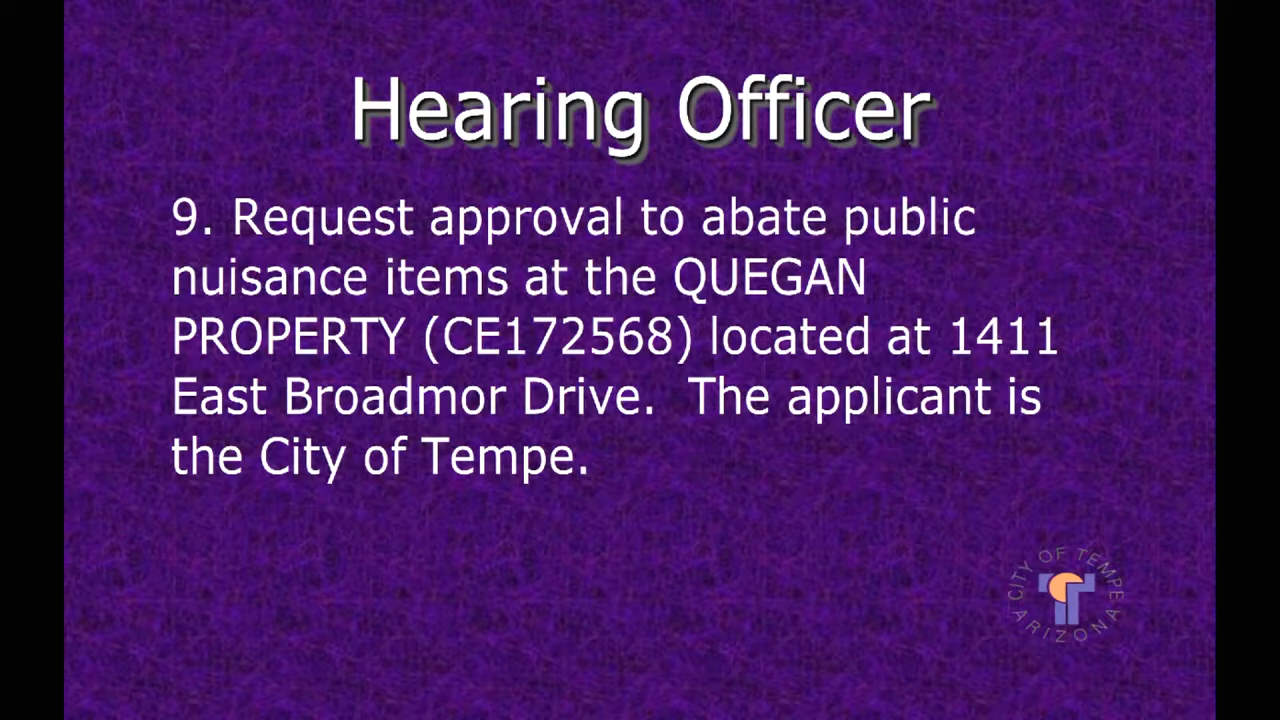 Hearing Officer
9. Request approval to abate public
nuisance items at the QUEGAN
PROPERTY (CE172568) located at 1411
East Broadmor Drive.  The applicant is
the City of Tempe.
CITY OF TEMPE
ARIZONA